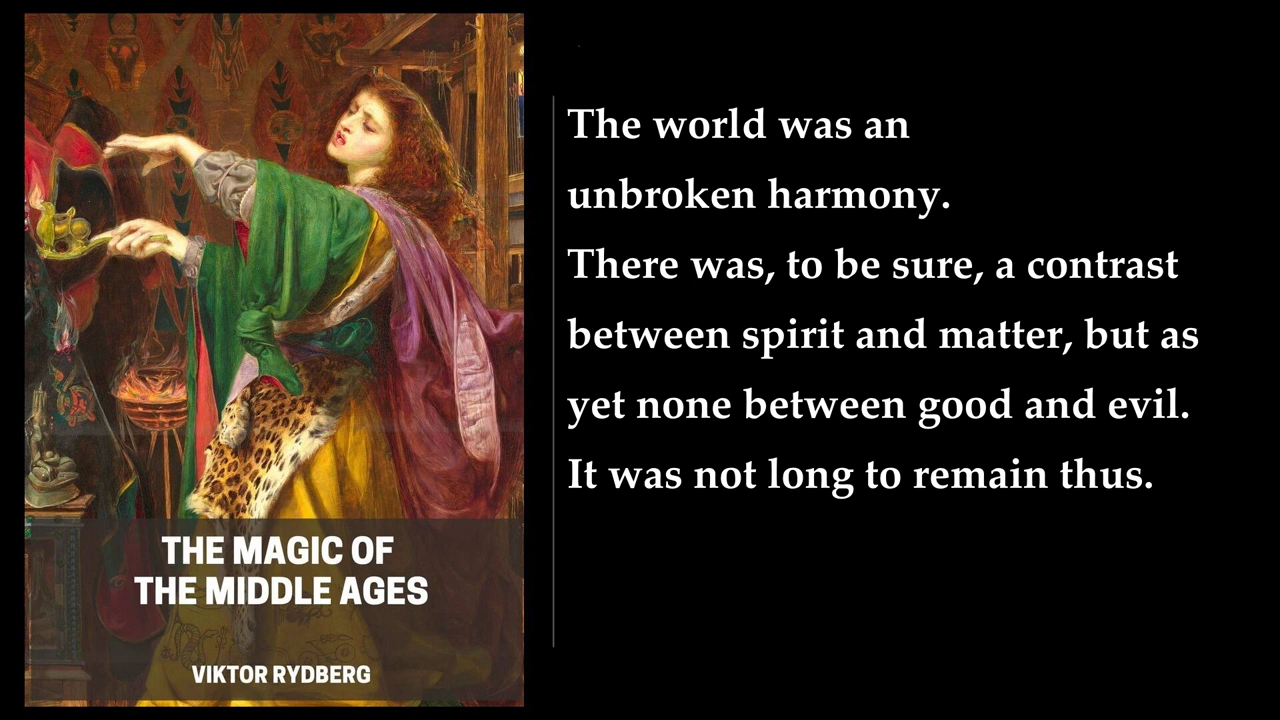 THE MAGIC OF
THE MIDDLE AGES
VIKTOR RYDBERG
The world was an
unbroken harmony.
There was, to be sure, a contrast
between spirit and matter, but as
yet none between good and evil.
It was not long to remain thus.